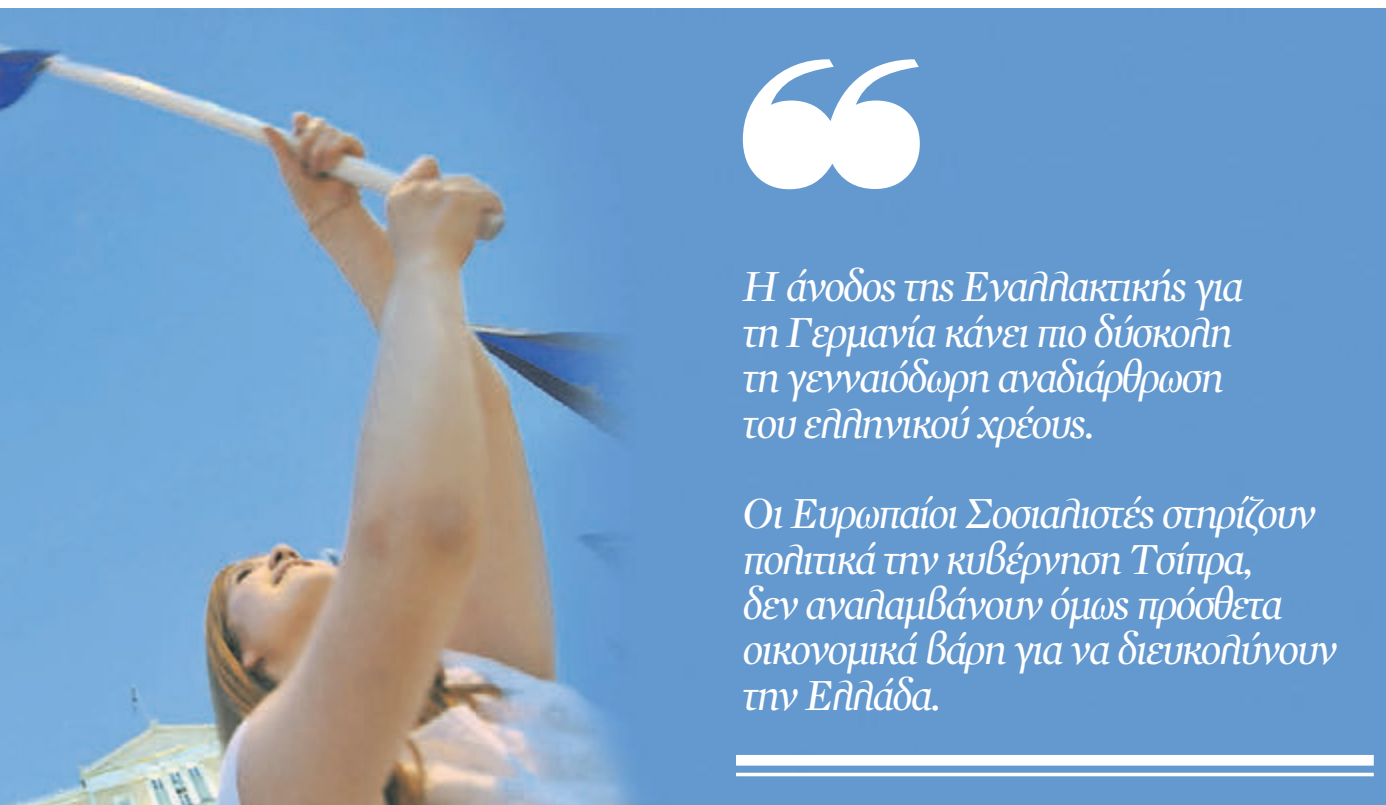 “
Η άνοδος της Εναλλακτικής για
τη Γερμανία κάνει πιο δύσκολη
τη γενναιόδωρη αναδιάρθρωση
του ελληνικού χρέους.
Οι Ευρωπαίοι Σοσιαλιστές στηρίζουν
πολιτικά την κυβέρνηση Τσίπρα,
δεν αναλαμβάνουν όμως πρόσθετα
οικονομικά βάρη για να διευκολύνουν
την Ελλάδα.